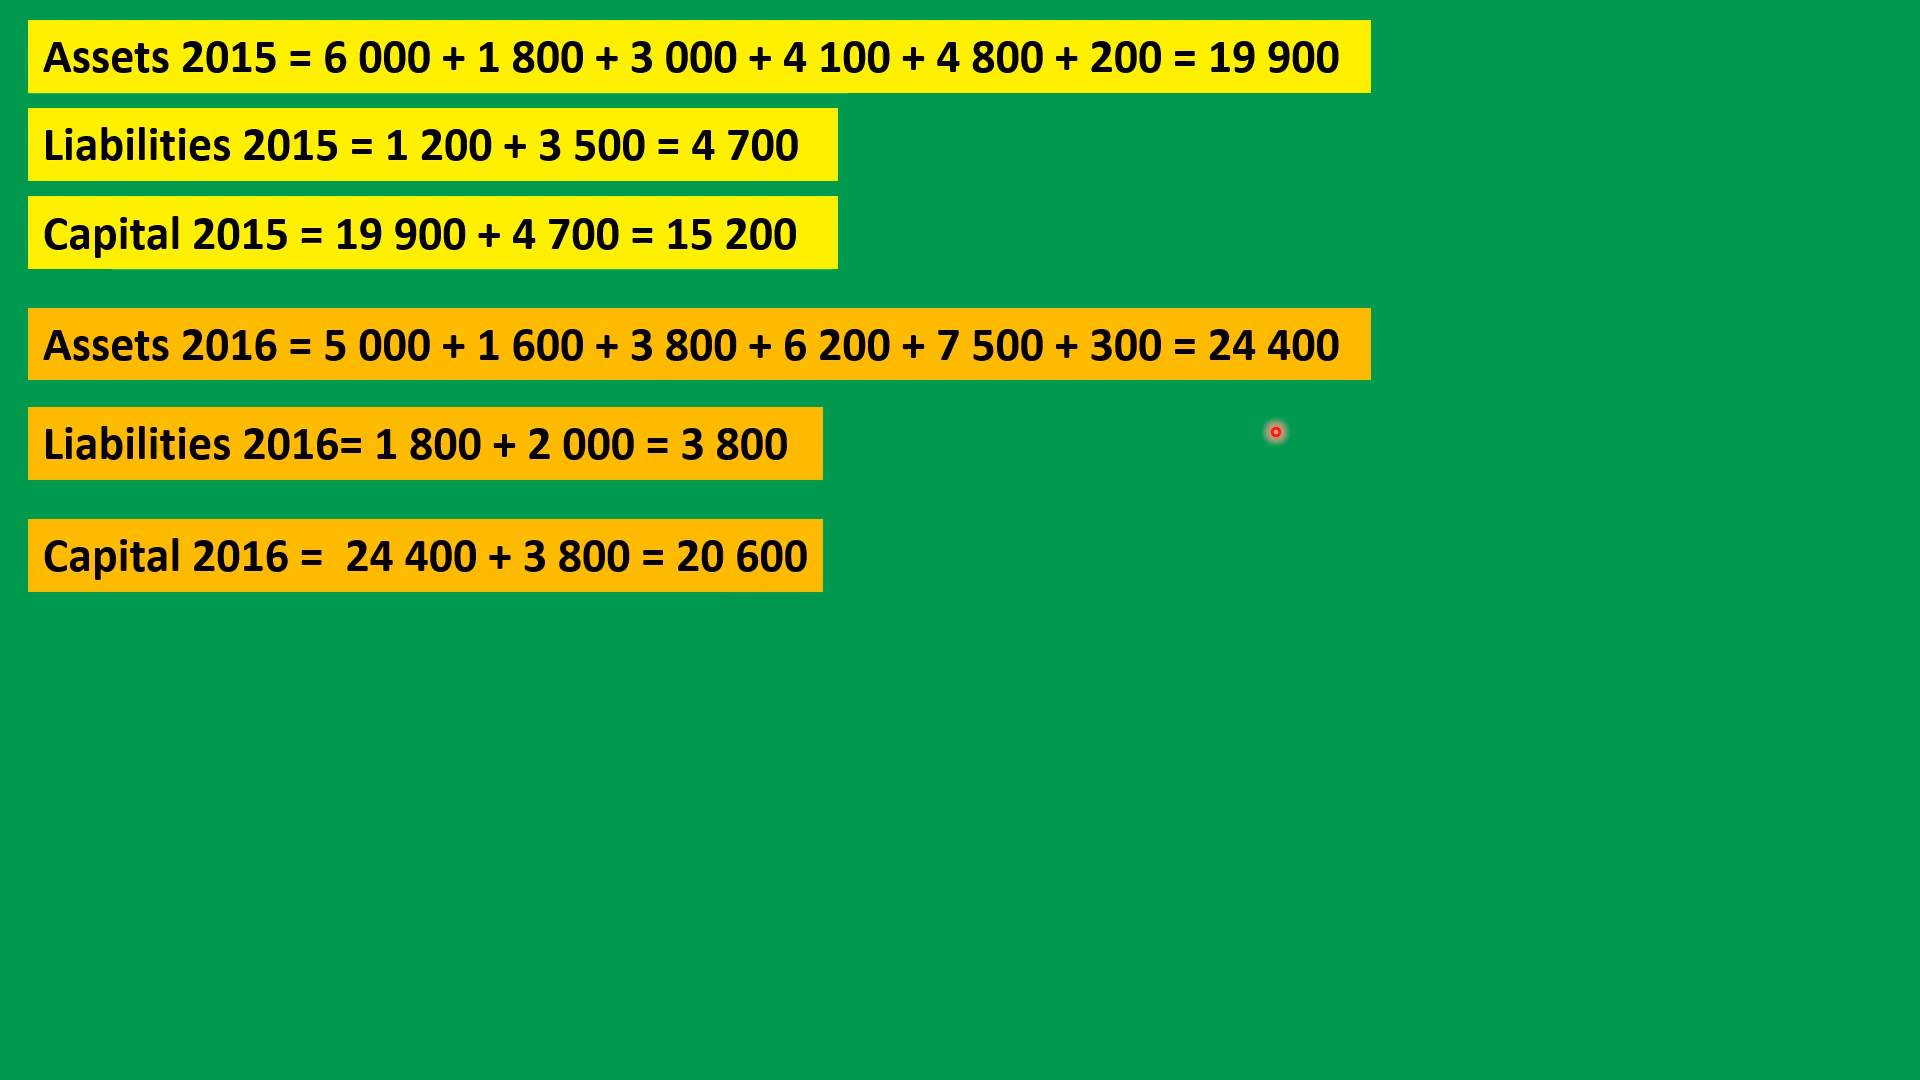 Assets 2015 = 6 000 + 1 800 + 3 000 + 4 100 + 4 800 + 200 = 19 900
Liabilities 2015 = 1 200 + 3 500 = 4 700
Capital 2015 = 19 900 + 4 700 = 15 200
Assets 2016 = 5 000 + 1 600 + 3 800 + 6 200 + 7 500 + 300 = 24 400
Liabilities 2016= 1 800 + 2 000 = 3 800
Capital 2016 =  24 400 + 3 800 = 20 600